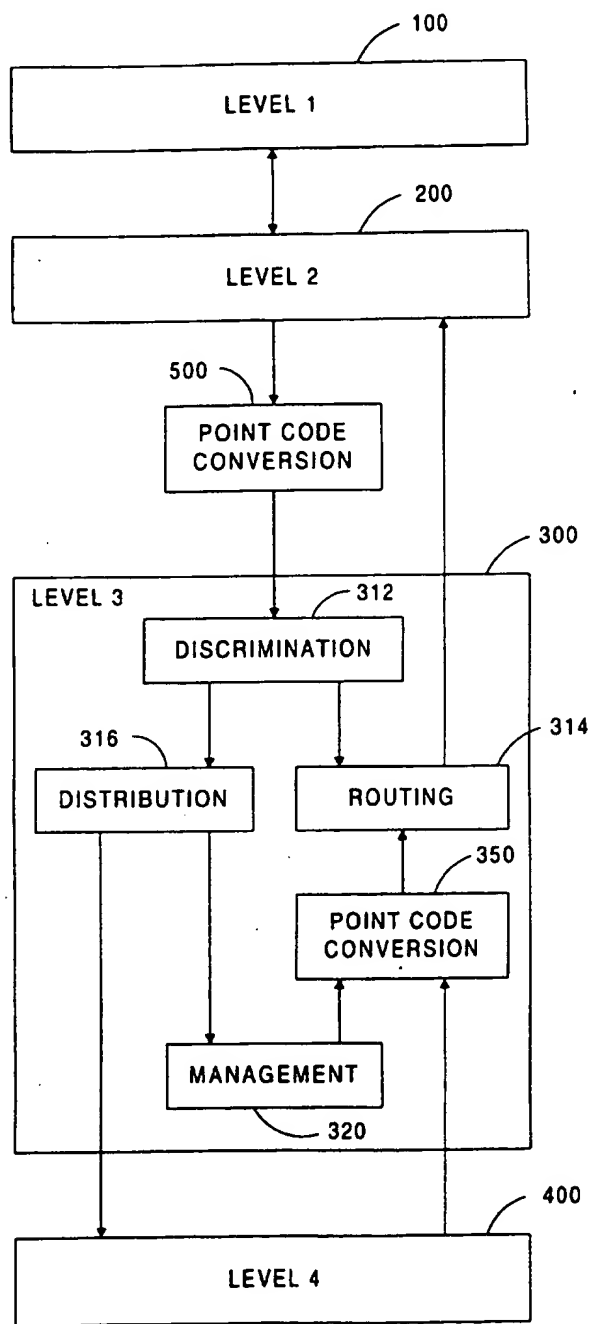 100
LEVEL 1
200
LEVEL 2
500
POINT CODE
CONVERSION
300
LEVEL 3
312
DISCRIMINATION
316
314
DISTRIBUTION
ROUTING
350
POINT CODE
CONVERSION
MANAGEMENT
320
400
LEVEL 4